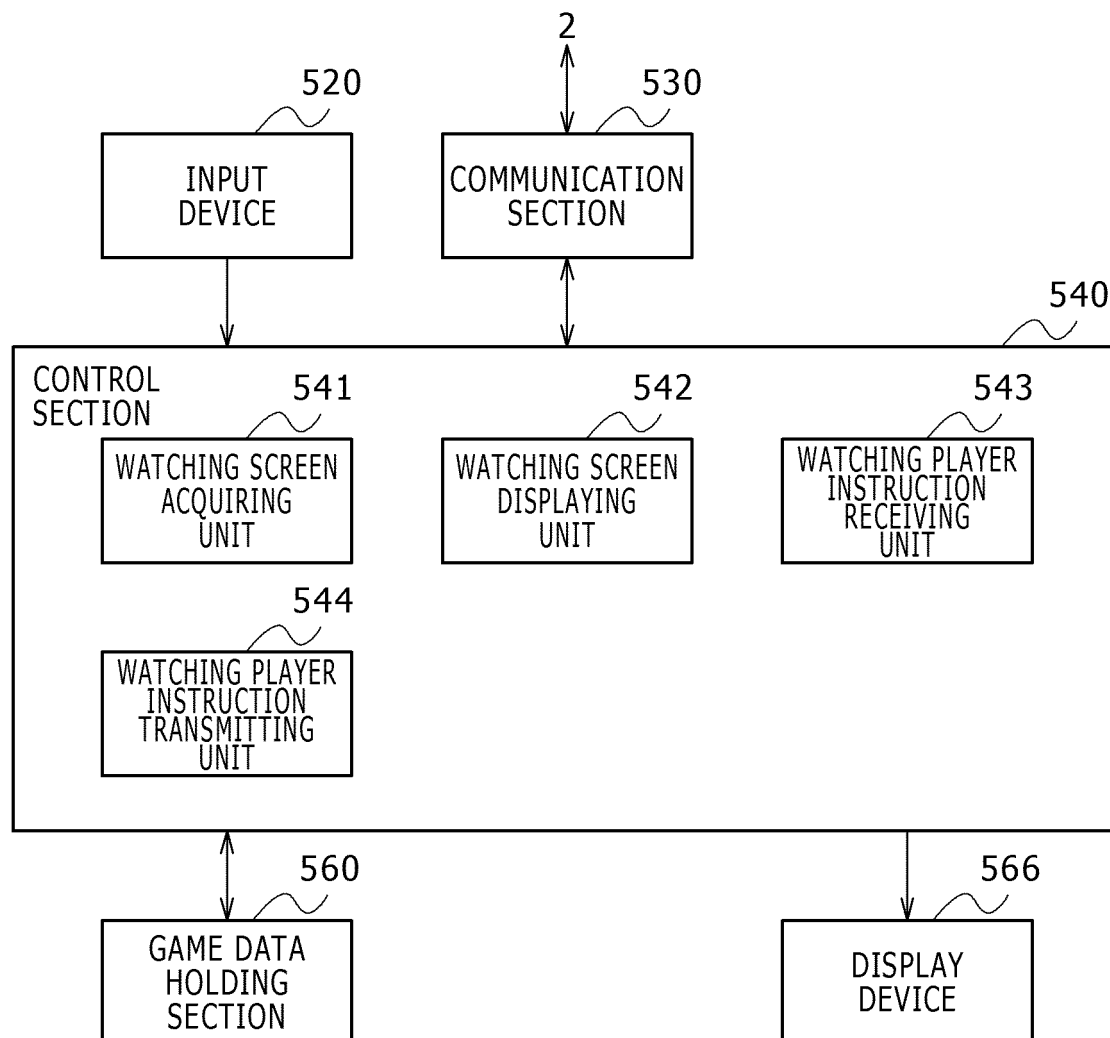 2
520
530
INPUT
DEVICE
COMMUNICATION
SECTION
540
CONTROL
SECTION
541
542
543
WATCHING SCREEN
ACQUIRING
UNIT
WATCHING SCREEN
DISPLAYING
UNIT
WATCHING PLAYER
INSTRUCTION
RECEIVING
UNIT
544
WATCHING PLAYER
INSTRUCTION
TRANSMITTING
UNIT
560
566
GAME DATA
HOLDING
SECTION
DISPLAY
DEVICE